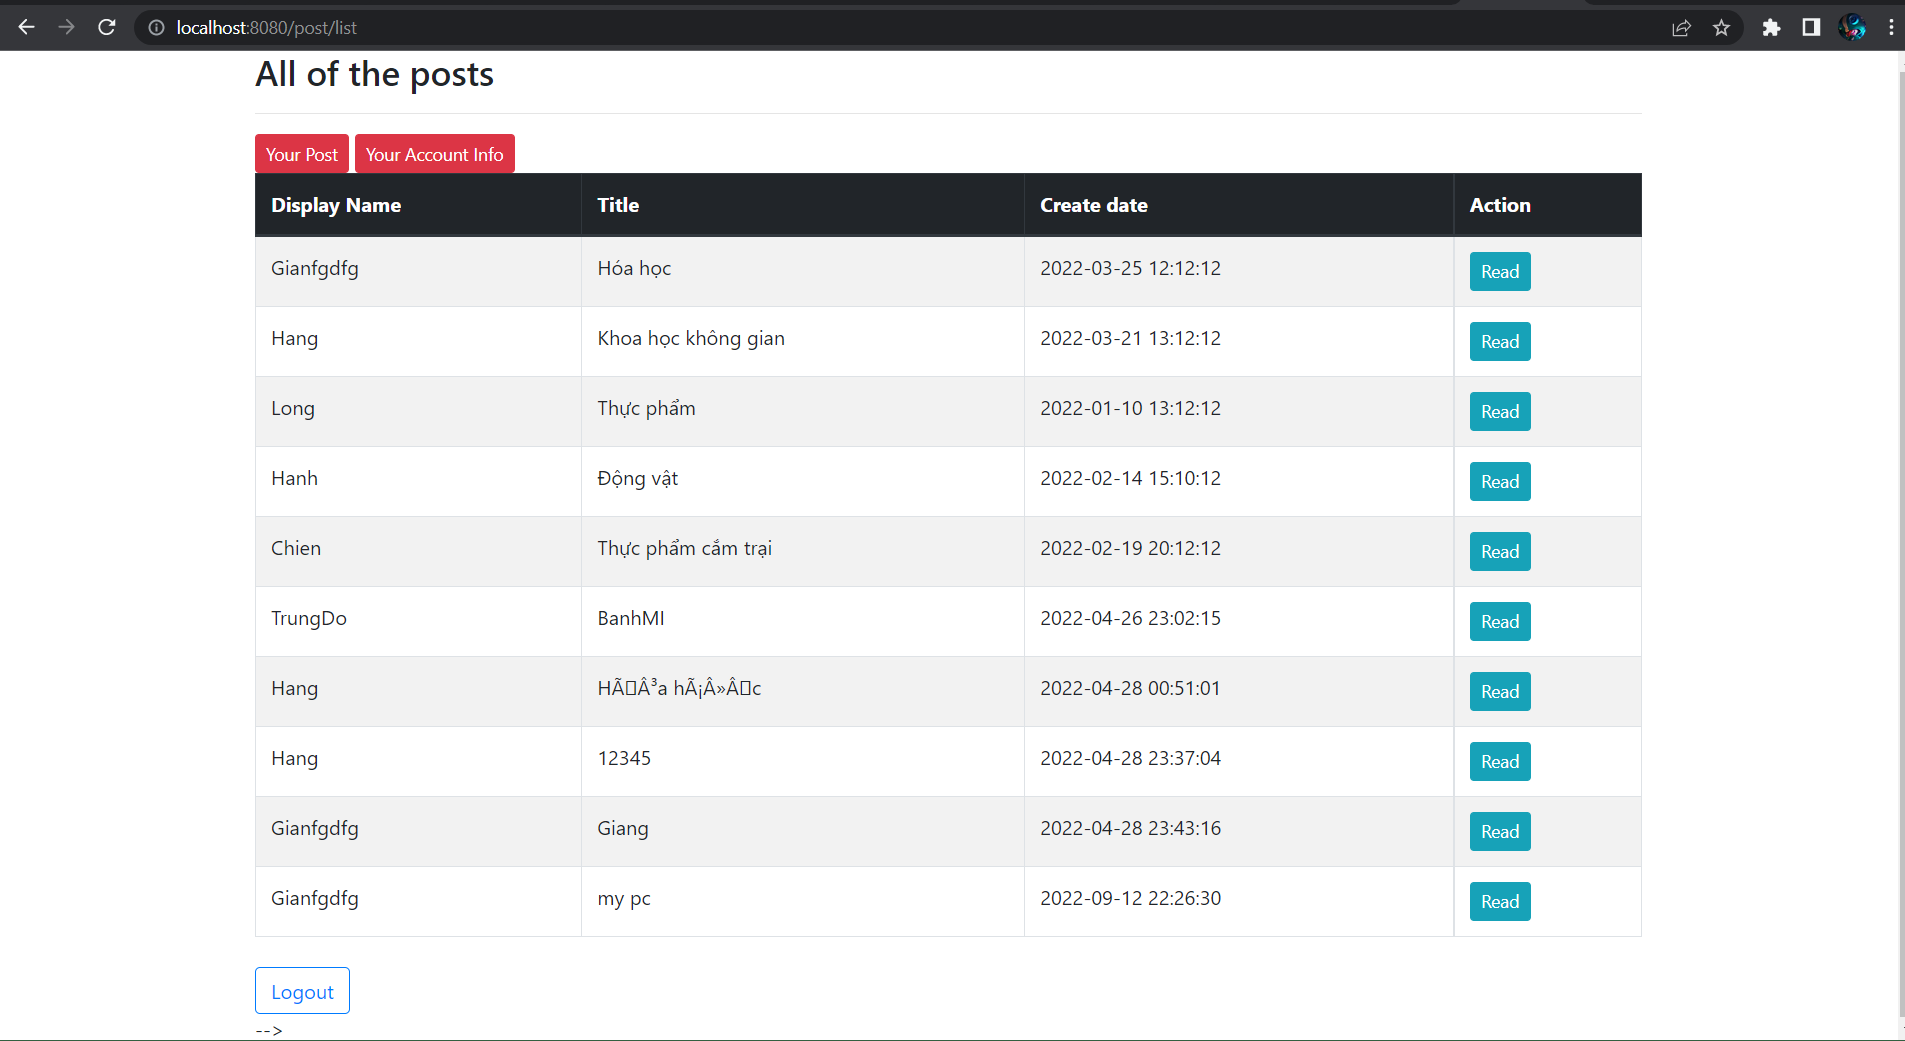 localhost:8080/post/list
All of the posts
Your Post Your Account Info
Display Name Title Create date Action
Gianfgdfg Hóa học 2022-03-25 12:12:12 Read
Hang Khoa học không gian 2022-03-21 13:12:12 Read
Long Thực phẩm 2022-01-10 13:12:12 Read
Hanh Động vật 2022-02-14 15:10:12 Read
Chien Thực phẩm cắm trại 2022-02-19 20:12:12 Read
TrungDo BanhMI 2022-04-26 23:02:15 Read
Hang HÃ▯Â³a hÃ¡Â»Â▯c 2022-04-28 00:51:01 Read
Hang 12345 2022-04-28 23:37:04 Read
Gianfgdfg Giang 2022-04-28 23:43:16 Read
Gianfgdfg my pc 2022-09-12 22:26:30 Read
Logout
-->